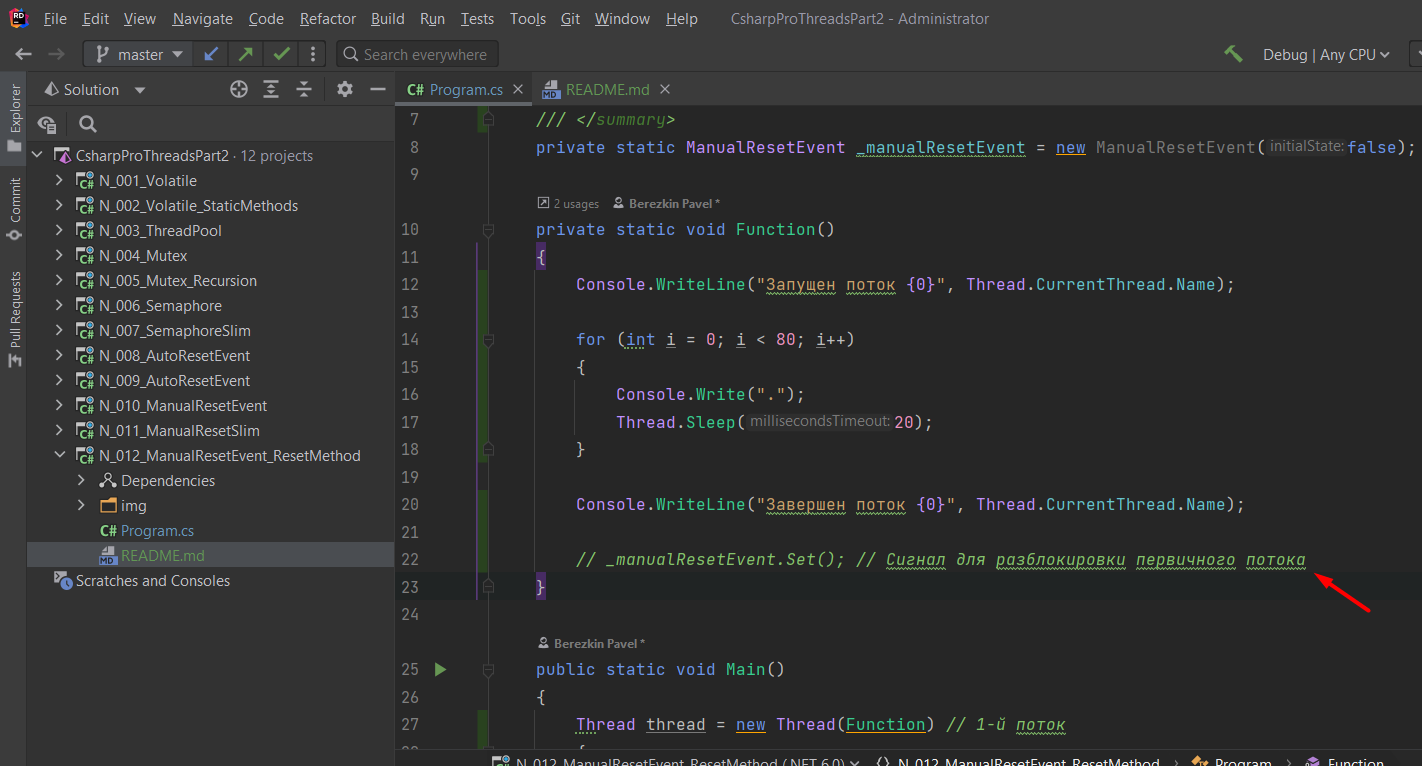 File Edit View Navigate Code Refactor Build Run Tests Tools Git Window Help CsharpProThreadsPart2 - Administrator
master Search everywhere Debug | Any CPU
Solution
C# Program.cs
MD README.md
Explorer
Commit
Pull Requests
CsharpProThreadsPart2 · 12 projects
N_001_Volatile
N_002_Volatile_StaticMethods
N_003_ThreadPool
N_004_Mutex
N_005_Mutex_Recursion
N_006_Semaphore
N_007_SemaphoreSlim
N_008_AutoResetEvent
N_009_AutoResetEvent
N_010_ManualResetEvent
N_011_ManualResetSlim
N_012_ManualResetEvent_ResetMethod
Dependencies
img
C# Program.cs
MD README.md
Scratches and Consoles
7 /// </summary>
8 private static ManualResetEvent _manualResetEvent = new ManualResetEvent( initialState: false);
9
2 usages Berezkin Pavel *
10 private static void Function()
11 {
12 Console.WriteLine("Запущен поток {0}", Thread.CurrentThread.Name);
13
14 for (int i = 0; i < 80; i++)
15 {
16 Console.Write(".");
17 Thread.Sleep( millisecondsTimeout: 20);
18 }
19
20 Console.WriteLine("Завершен поток {0}", Thread.CurrentThread.Name);
21
22 // _manualResetEvent.Set(); // Сигнал для разблокировки первичного потока
23 }
24
Berezkin Pavel *
25 public static void Main()
26 {
27 Thread thread = new Thread(Function) // 1-й поток
N_012_ManualResetEvent_ResetMethod (.NET 6.0) {} N_012_ManualResetEvent_ResetMethod Program Function